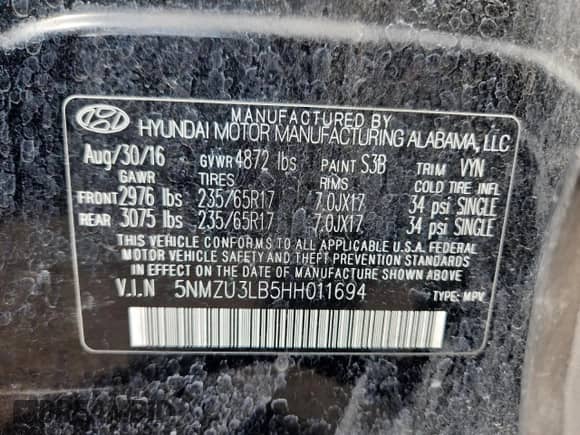 MANUFACTURED BY
HYUNDAI MOTOR MANUFACTURING ALABAMA, LLC
Aug/30/16 GVWR 4872 lbs PAINT S3B TRIM VYN
GAWR TIRES RIMS COLD TIRE INFL
FRONT 2976 lbs 235/65R17 7.0JX17 34 psi SINGLE
REAR 3075 lbs 235/65R17 7.0JX17 34 psi SINGLE
THIS VEHICLE CONFORMS TO ALL APPLICABLE U.S.A. FEDERAL
MOTOR VEHICLE SAFETY BUMPERS AND THEFT PREVENTION
IN EFFECT ON THE DATE OF MANUFACTURE SHOWN ABOVE
V.I.N 5NMZU3LB5HH011694
TYPE: MPV